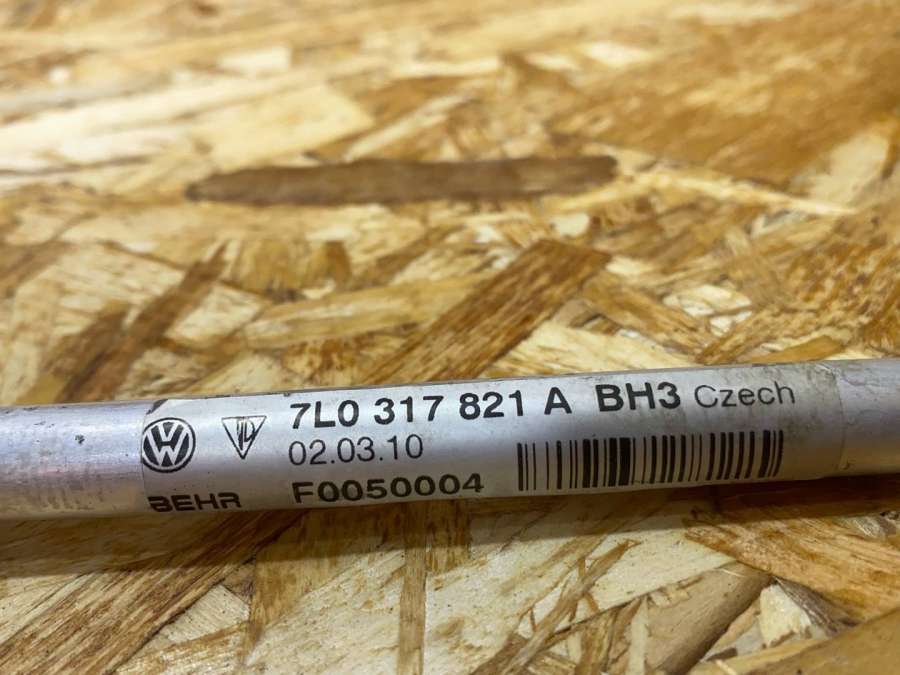 7L0 317 821 A BH3 Czech
02.03.10
BEHR F0050004